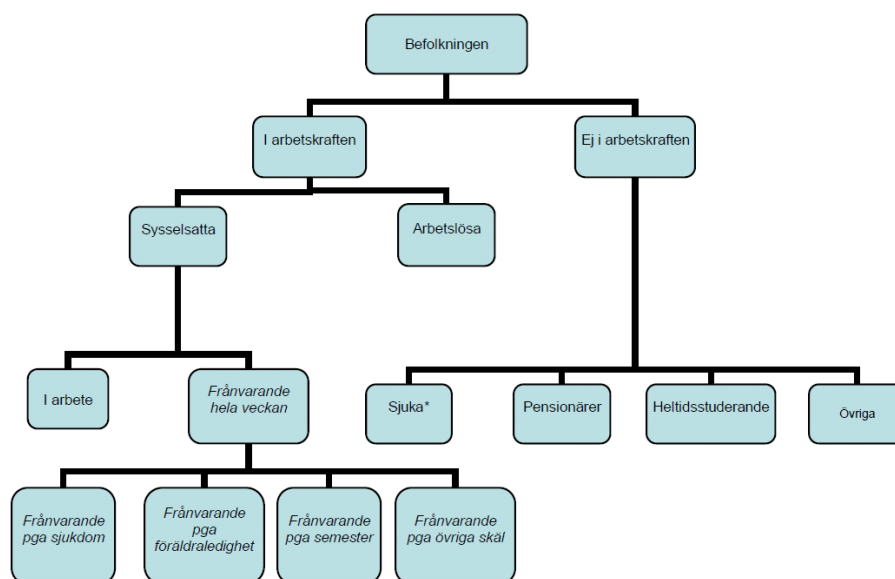 Befolkningen
I arbetskraften
Ej i arbetskraften
Sysselsatta
Arbetslösa
I arbete
Frånvarande
hela veckan
Sjuka*
Pensionärer
Heltidsstuderande
Övriga
Frånvarande
pga sjukdom
Frånvarande
pga
föräldraledighet
Frånvarande
pga semester
Frånvarande
pga övriga skäl